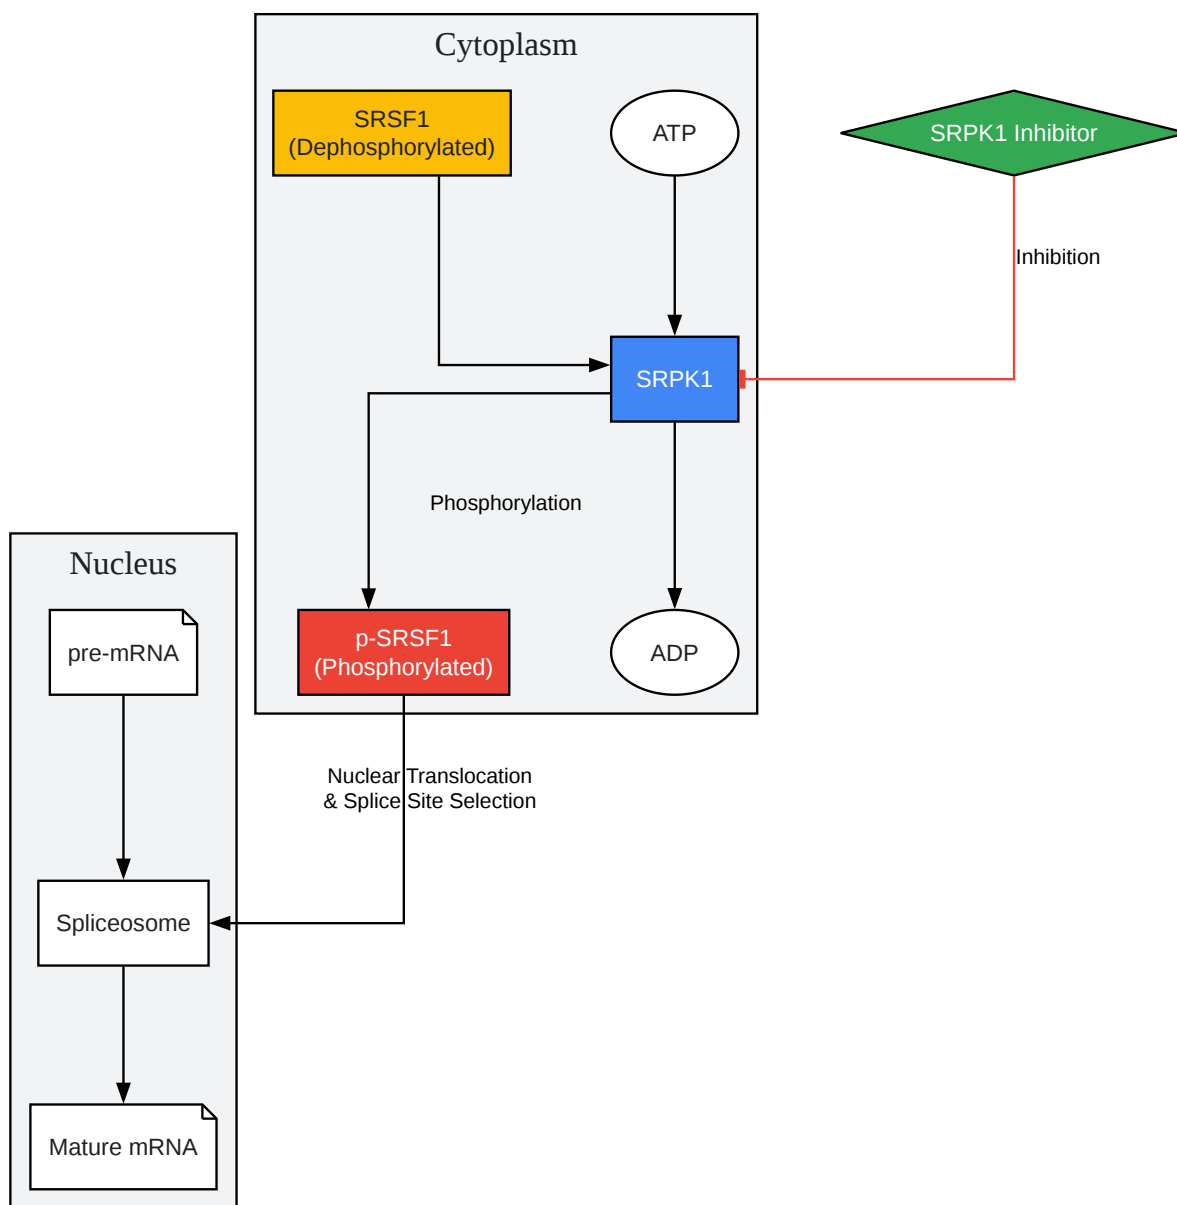 Cytoplasm
SRSF1
(Dephosphorylated)
ATP
SRPK1 Inhibitor
Inhibition
SRPK1
Phosphorylation
Nucleus
pre-mRNA
p-SRSF1
(Phosphorylated)
ADP
Nuclear Translocation
& Splice Site Selection
Spliceosome
Mature mRNA